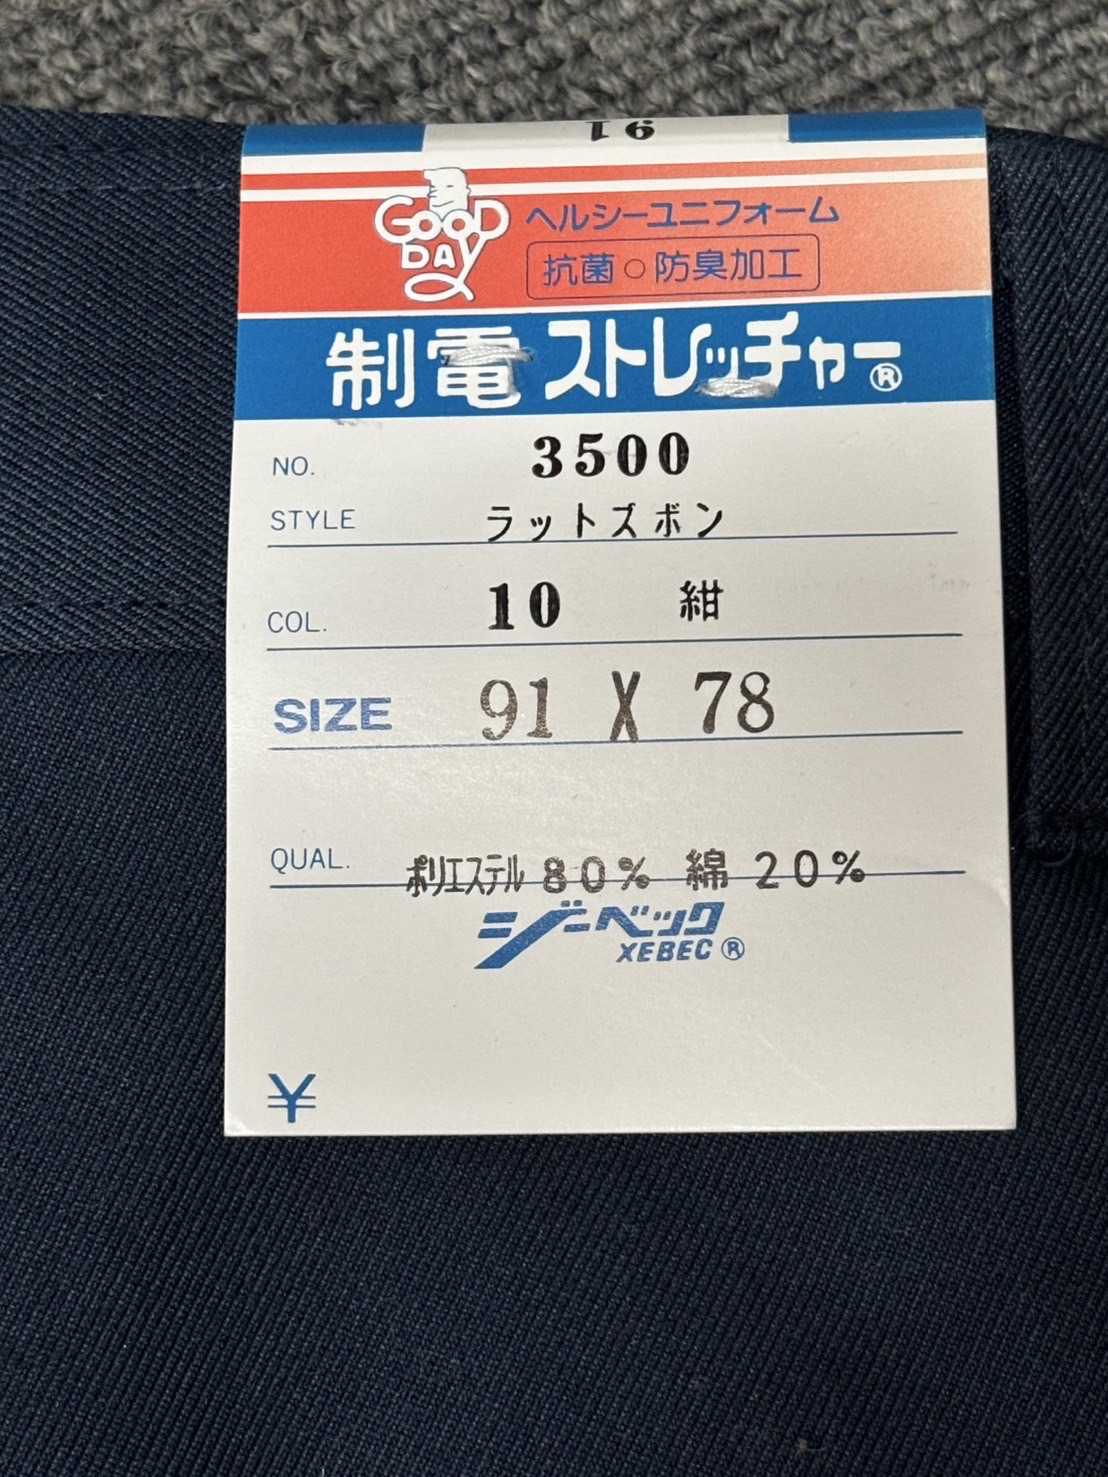 91
GOOD DAY
ヘルシーユニフォーム
抗菌○防臭加工
制電ストレッチャー®
NO. 3500
STYLE ラットズボン
COL. 10 紺
SIZE 91 X 78
QUAL. ポリエステル 80% 綿 20%
ジーベック
XEBEC®
¥